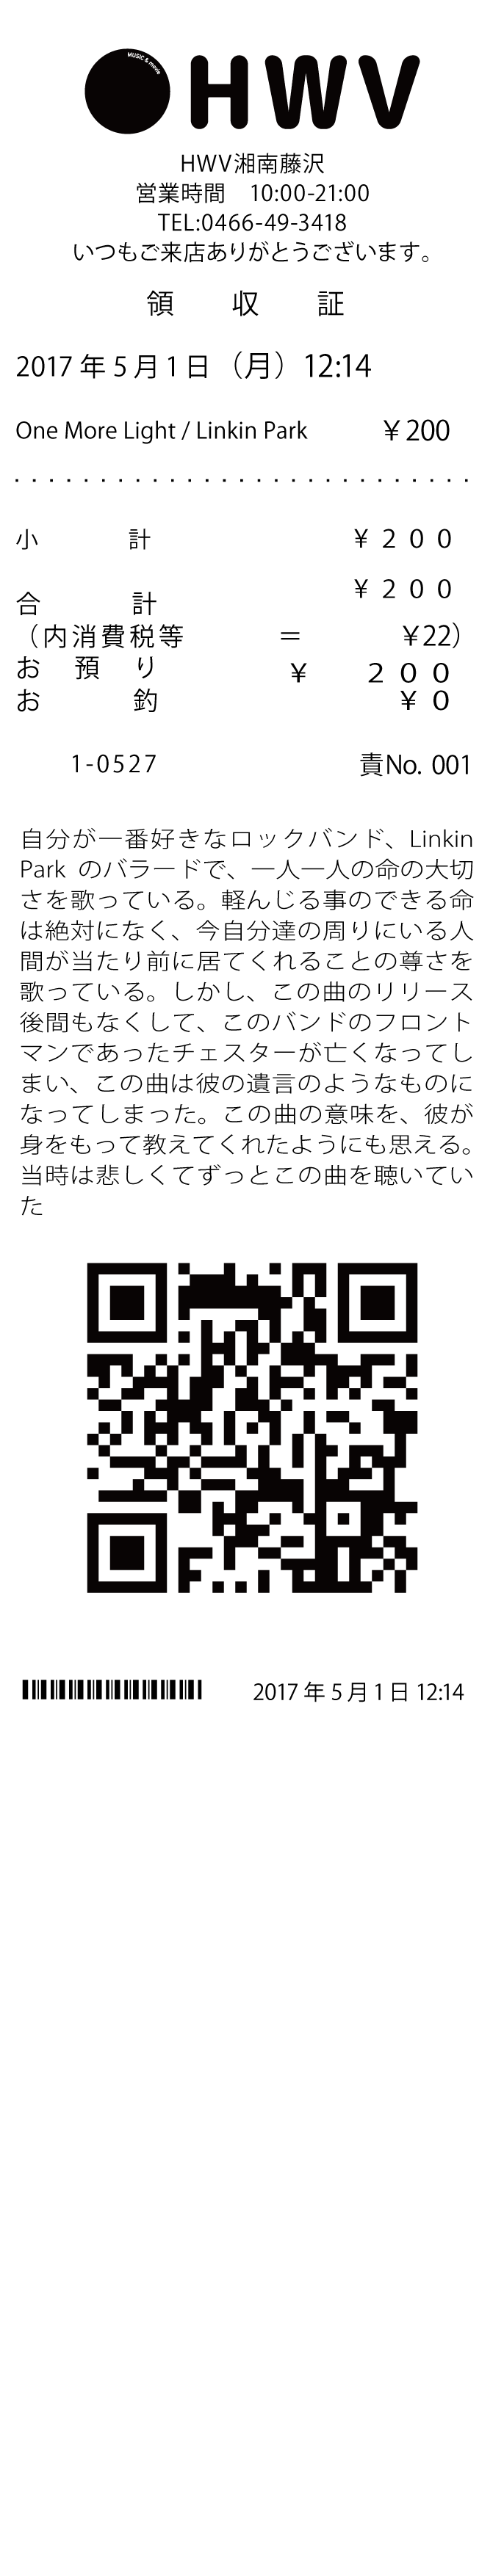 MUSIC & movie
HWV
HWV湘南藤沢
営業時間　10:00-21:00
TEL:0466-49-3418
いつもご来店ありがとうございます。
領　収　証
2017 年 5 月 1 日 （月） 12:14
One More Light / Linkin Park ￥200
小　計 ￥２００
合　計 ￥２００
（内消費税等 ＝ ￥22）
お　預　り ￥ ２００
お　釣 ￥０
1-0527 責No. 001
自分が一番好きなロックバンド、Linkin
Park のバラードで、一人一人の命の大切
さを歌っている。軽んじる事のできる命
は絶対になく、今自分達の周りにいる人
間が当たり前に居てくれることの尊さを
歌っている。しかし、この曲のリリース
後間もなくして、このバンドのフロント
マンであったチェスターが亡くなってし
まい、この曲は彼の遺言のようなものに
なってしまった。この曲の意味を、彼が
身をもって教えてくれたようにも思える。
当時は悲しくてずっとこの曲を聴いてい
た
2017 年 5 月 1 日 12:14